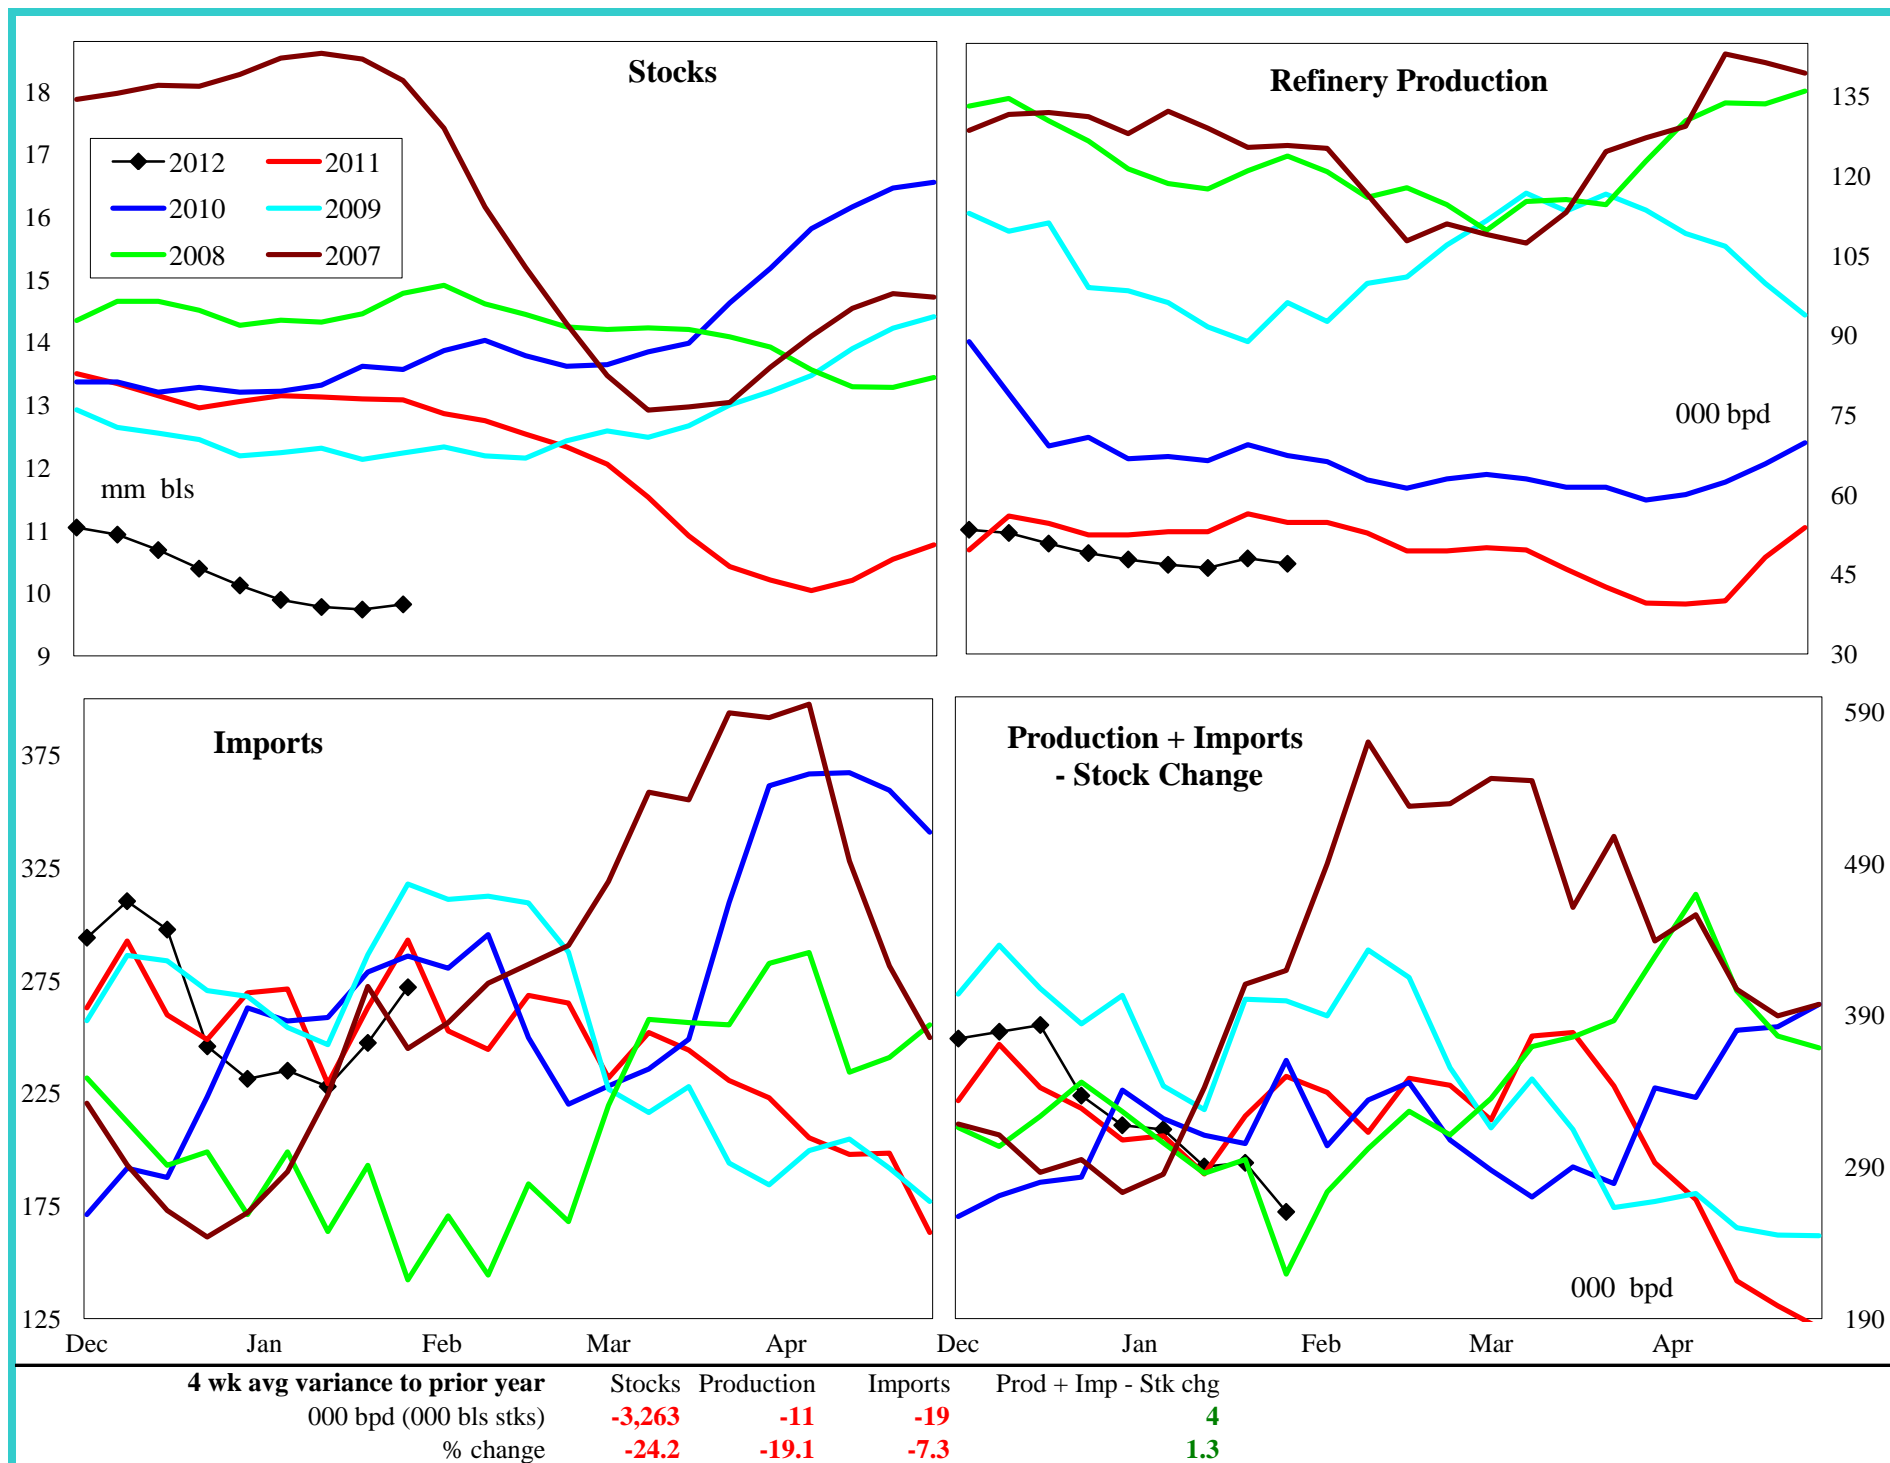 Stocks
18
17
16
15
14
13
12
11
10
9
2012 2011
2010 2009
2008 2007
mm bls
Refinery Production
135
120
105
90
75
60
45
30
000 bpd
Imports
375
325
275
225
175
125
Dec Jan Feb Mar Apr
Production + Imports
- Stock Change
590
490
390
290
190
000 bpd
Dec Jan Feb Mar Apr
4 wk avg variance to prior year Stocks Production Imports Prod + Imp - Stk chg
000 bpd (000 bls stks) -3,263 -11 -19 4
% change -24.2 -19.1 -7.3 1.3